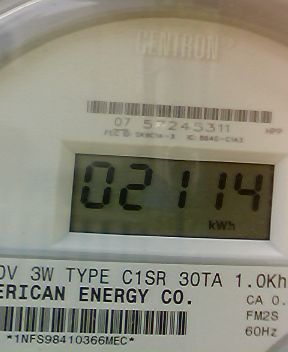 CENTRON
07 57245311 HPP
02114
kWh
0V 3W TYPE C1SR 30TA 1.0Kh
ERICAN ENERGY CO.
CA 0.
FM2S
60Hz
*1NFS98410366MEC*